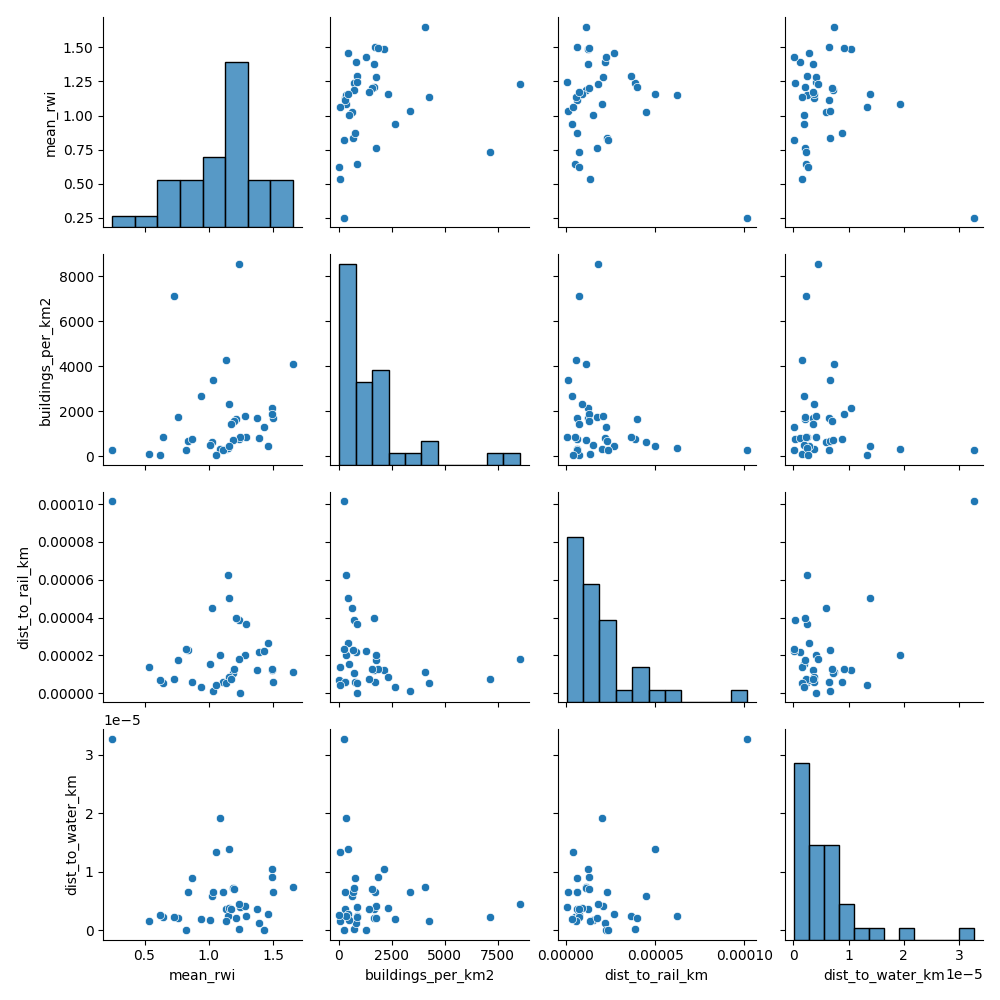 1.50
1.25
1.00
0.75
0.50
0.25
mean_rwi
8000
6000
4000
2000
0
buildings_per_km2
0.00010
0.00008
0.00006
0.00004
0.00002
0.00000
dist_to_rail_km
1e−5
3
2
1
0
dist_to_water_km
0.5 1.0 1.5
mean_rwi
0 2500 5000 7500
buildings_per_km2
0.00000 0.00005 0.00010
dist_to_rail_km
0 1 2 3
dist_to_water_km 1e−5